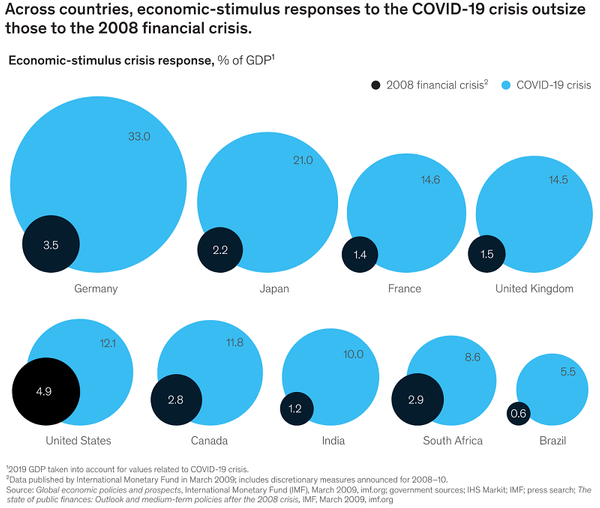 Across countries, economic-stimulus responses to the COVID-19 crisis outsize
those to the 2008 financial crisis.
Economic-stimulus crisis response, % of GDP¹
2008 financial crisis² COVID-19 crisis
33.0 21.0 14.6 14.5
3.5 2.2 1.4 1.5
Germany Japan France United Kingdom
12.1 11.8 10.0 8.6 5.5
4.9 2.8 1.2 2.9 0.6
United States Canada India South Africa Brazil
¹2019 GDP taken into account for values related to COVID-19 crisis.
²Data published by International Monetary Fund in March 2009; includes discretionary measures announced for 2008–10.
Source: Global economic policies and prospects, International Monetary Fund (IMF), March 2009, imf.org; government sources; IHS Markit; IMF; press search; The
state of public finances: Outlook and medium-term policies after the 2008 crisis, IMF, March 2009, imf.org